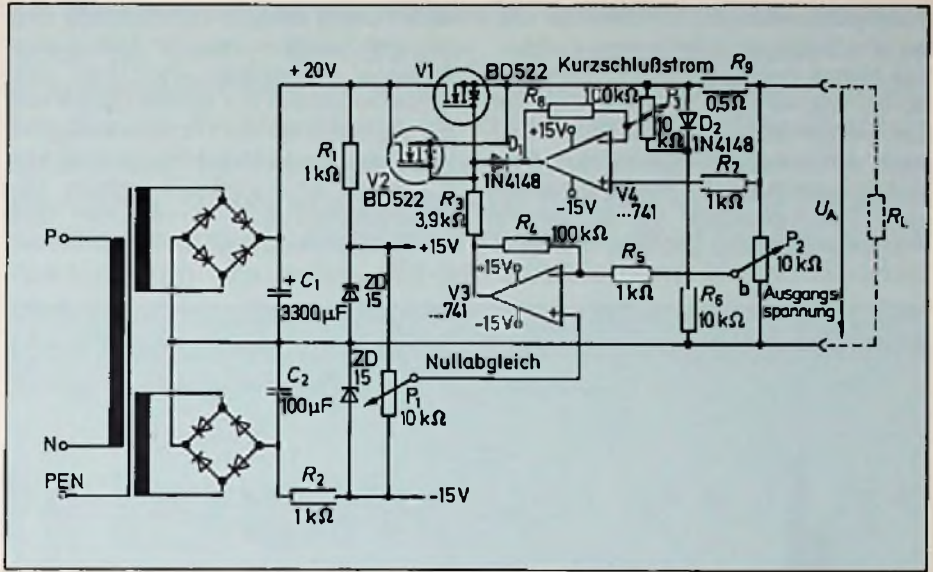 + 20V
V1
BD522
Kurzschlußstrom
R9
0,5Ω
R8
100kΩ
P3
10
kΩ
D2
1N4148
+15V
-15V
V4
...741
R7
1kΩ
R1
1kΩ
V2
BD522
D1
1N4148
R3
3,9kΩ
+15V
R4
100kΩ
R5
1kΩ
P2
10kΩ
b
UA
RL
Ausgangs
spannung
R6
10kΩ
V3
...741
+15V
-15V
P
+ C1
3300μF
ZD
15
ZD
15
Nullabgleich
C2
100μF
P1
10kΩ
N
PEN
R2
1kΩ
-15V